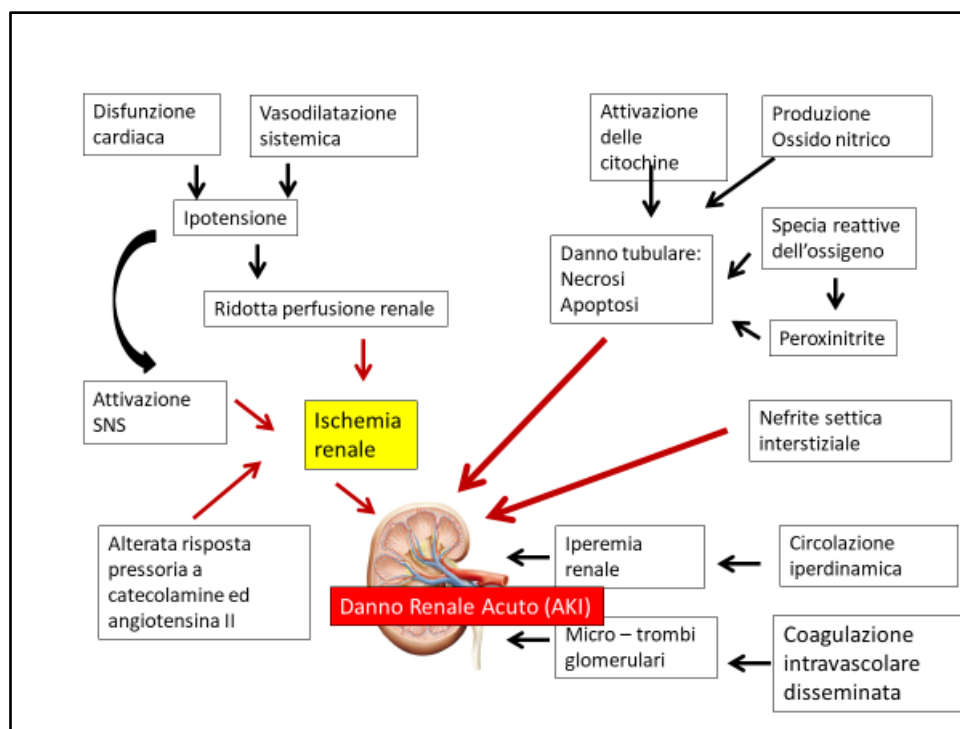 Disfunzione
cardiaca
Vasodilatazione
sistemica
Attivazione
delle
citochine
Produzione
Ossido nitrico
Ipotensione
Specia reattive
dell'ossigeno
Danno tubulare:
Necrosi
Apoptosi
Ridotta perfusione renale
Peroxinitrite
Attivazione
SNS
Ischemia
renale
Nefrite settica
interstiziale
Alterata risposta
pressoria a
catecolamine ed
angiotensina II
Iperemia
renale
Circolazione
iperdinamica
Danno Renale Acuto (AKI)
Micro – trombi
glomerulari
Coagulazione
intravascolare
disseminata